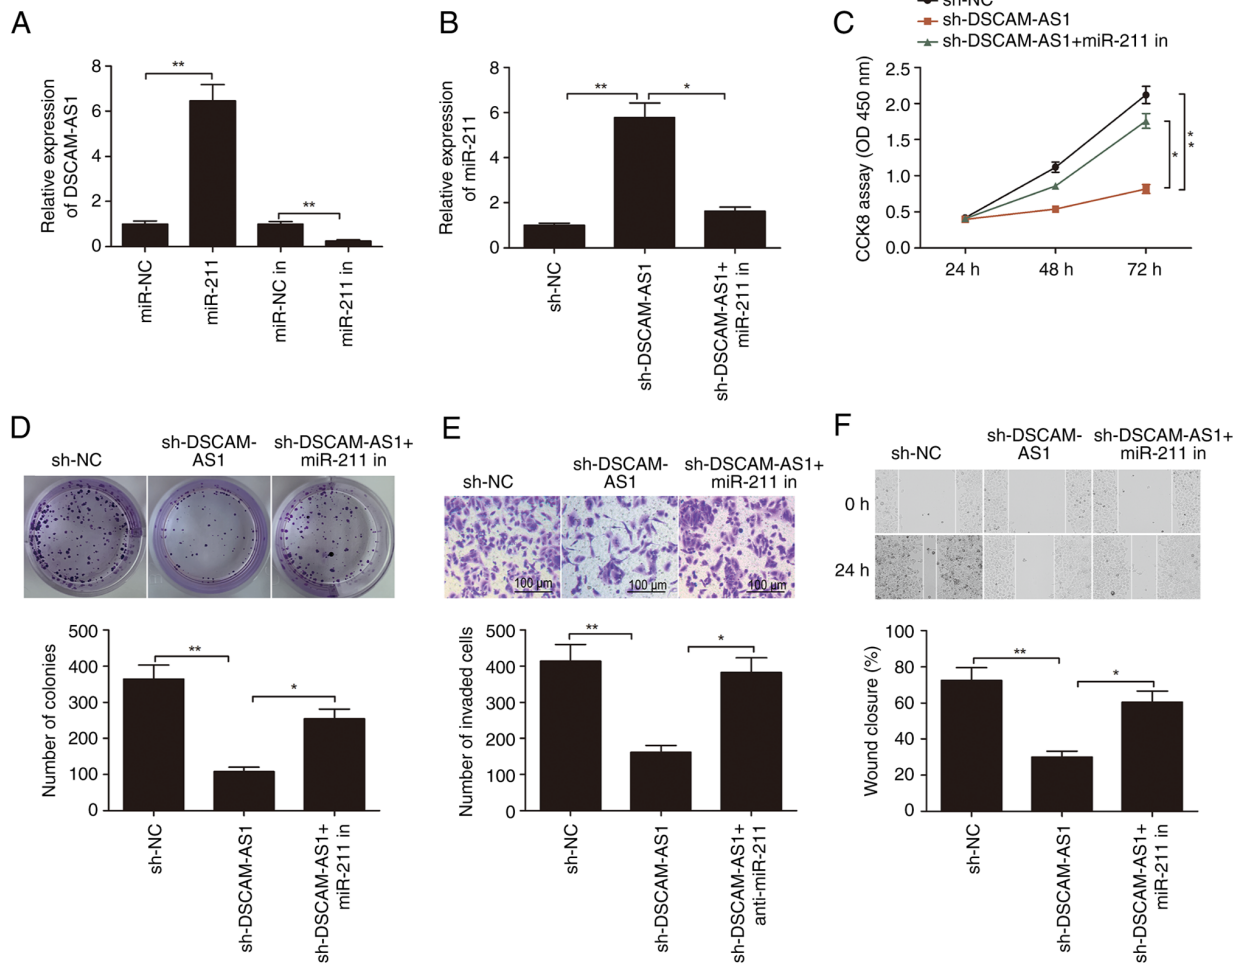 A
Relative expression
of DSCAM-AS1
8
6
4
2
0
**
**
miR-NC
miR-211
miR-NC in
miR-211 in
B
Relative expression
of miR-211
8
6
4
2
0
**
*
sh-NC
sh-DSCAM-AS1
sh-DSCAM-AS1+
miR-211 in
C
sh-NC
sh-DSCAM-AS1
sh-DSCAM-AS1+miR-211 in
CCK8 assay (OD 450 nm)
2.5
2.0
1.5
1.0
0.5
0.0
24 h
48 h
72 h
*
**
D
sh-NC
sh-DSCAM-
AS1
sh-DSCAM-AS1+
miR-211 in
Number of colonies
500
400
300
200
100
0
**
*
sh-NC
sh-DSCAM-AS1
sh-DSCAM-AS1+
miR-211 in
E
sh-NC
sh-DSCAM-
AS1
sh-DSCAM-AS1+
miR-211 in
100 μm
100 μm
100 μm
Number of invaded cells
500
400
300
200
100
0
**
*
sh-NC
sh-DSCAM-AS1
sh-DSCAM-AS1+
anti-miR-211
F
sh-NC
sh-DSCAM-
AS1
sh-DSCAM-AS1+
miR-211 in
0 h
24 h
Wound closure (%)
100
80
60
40
20
0
**
*
sh-NC
sh-DSCAM-AS1
sh-DSCAM-AS1+
miR-211 in